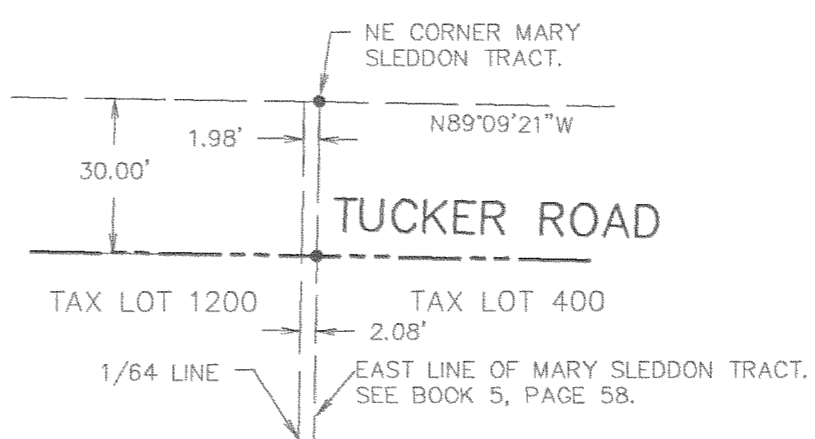 NE CORNER MARY
SLEDDON TRACT.
N89°09'21"W
1.98'
30.00'
TUCKER ROAD
TAX LOT 1200
TAX LOT 400
2.08'
1/64 LINE
EAST LINE OF MARY SLEDDON TRACT.
SEE BOOK 5, PAGE 58.